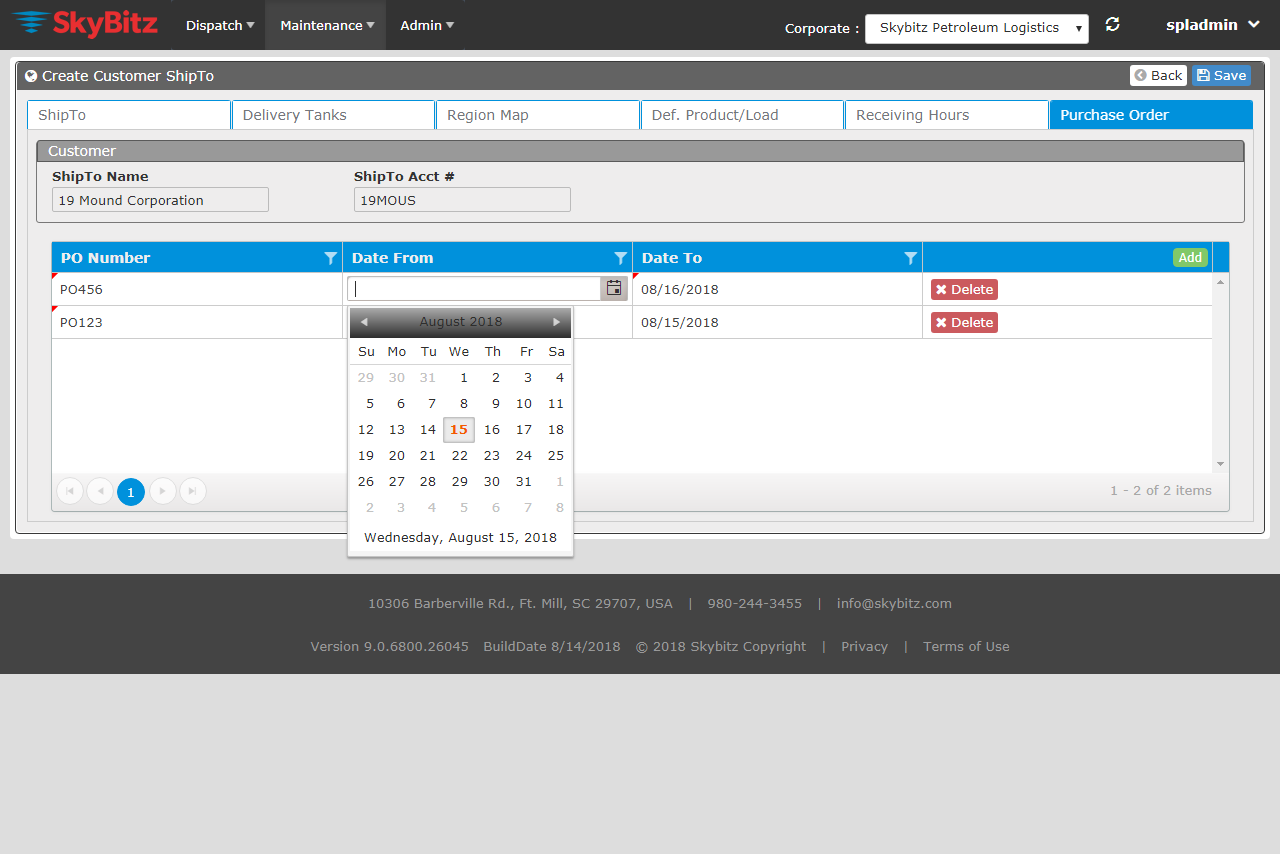 SkyBitz Dispatch Maintenance Admin Corporate : Skybitz Petroleum Logistics spladmin
Create Customer ShipTo Back Save
ShipTo Delivery Tanks Region Map Def. Product/Load Receiving Hours Purchase Order
Customer
ShipTo Name ShipTo Acct #
19 Mound Corporation 19MOUS
PO Number Date From Date To Add
PO456 08/16/2018 Delete
PO123 08/15/2018 Delete
August 2018
Su Mo Tu We Th Fr Sa
29 30 31 1 2 3 4
5 6 7 8 9 10 11
12 13 14 15 16 17 18
19 20 21 22 23 24 25
26 27 28 29 30 31 1
2 3 4 5 6 7 8
Wednesday, August 15, 2018
1 1 - 2 of 2 items
10306 Barberville Rd., Ft. Mill, SC 29707, USA | 980-244-3455 | info@skybitz.com
Version 9.0.6800.26045 BuildDate 8/14/2018 © 2018 Skybitz Copyright | Privacy | Terms of Use